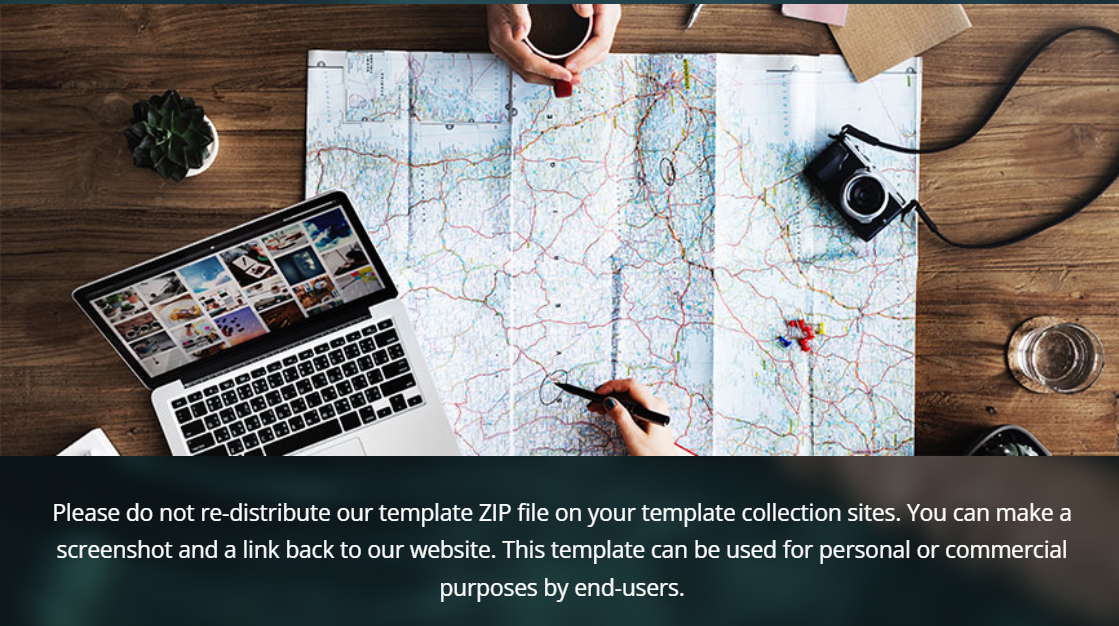 Please do not re-distribute our template ZIP file on your template collection sites. You can make a
screenshot and a link back to our website. This template can be used for personal or commercial
purposes by end-users.